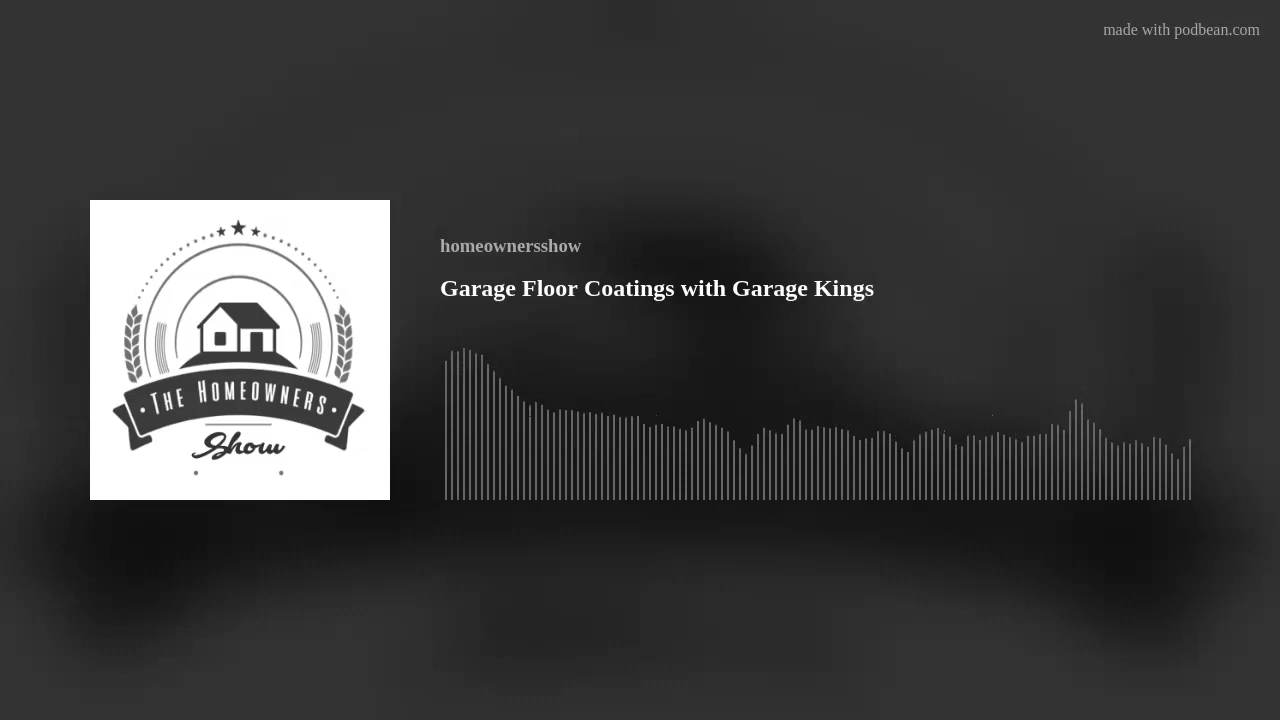 made with podbean.com
homeownersshow
Garage Floor Coatings with Garage Kings
THE HOMEOWNERS
Show